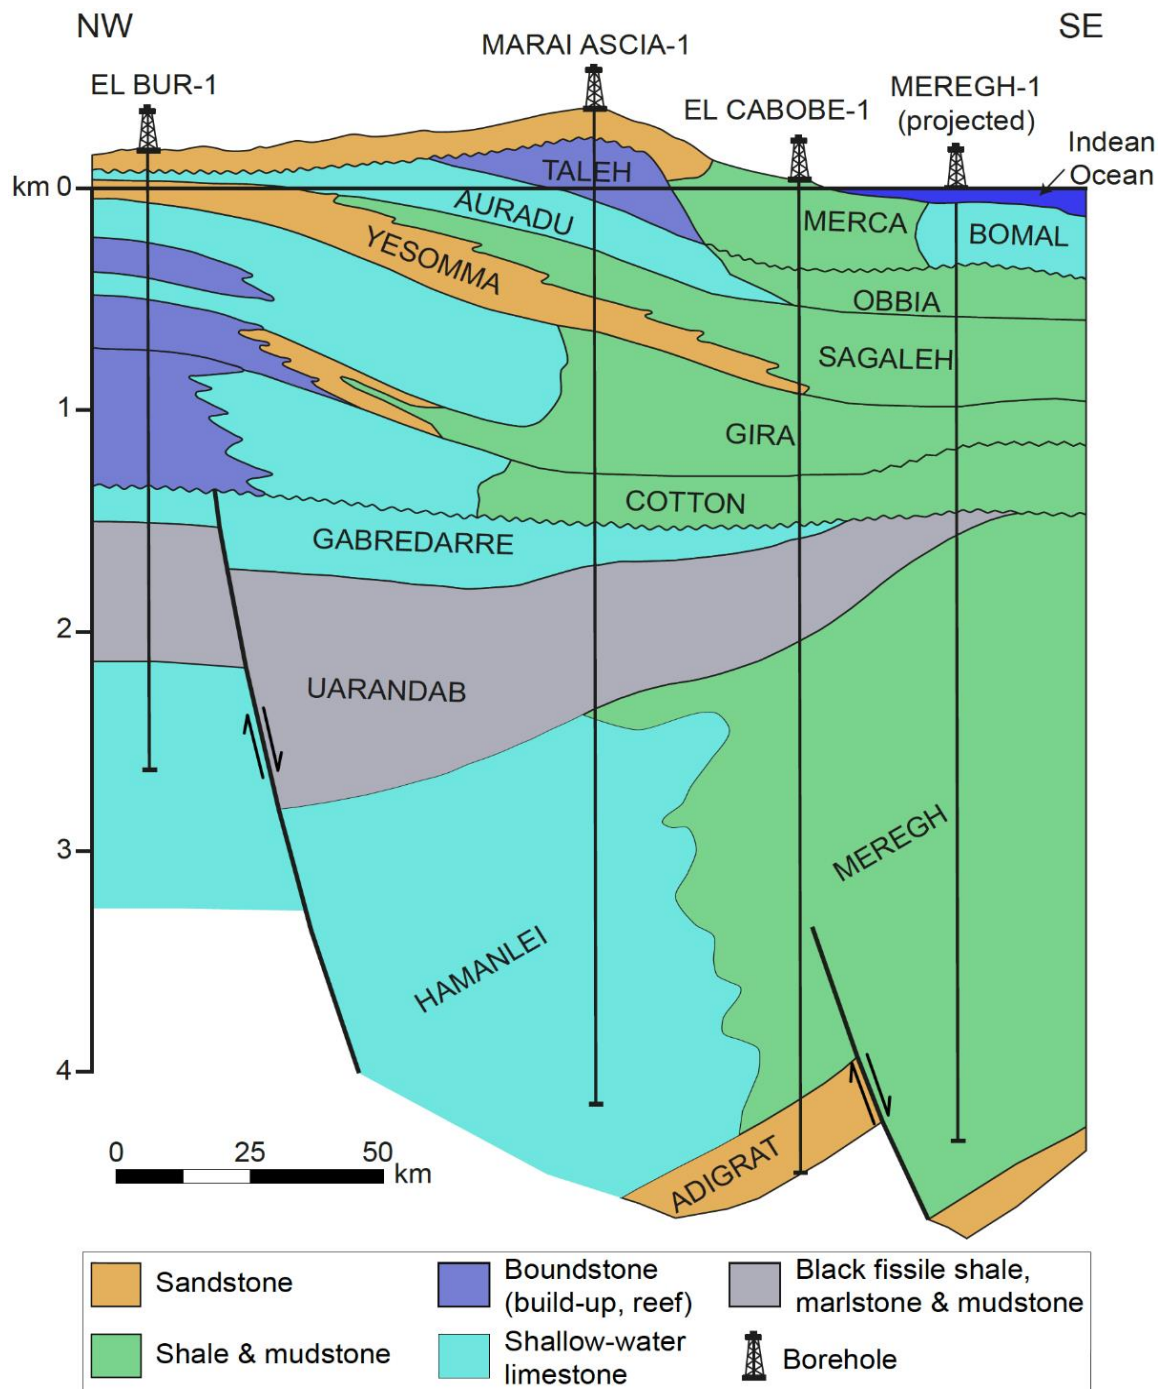 NW
SE
MARAI ASCIA-1
EL BUR-1
MEREGH-1
(projected)
EL CABOBE-1
Indean
Ocean
km 0
TALEH
AURADU
MERCA
BOMAL
YESOMMA
OBBIA
SAGALEH
1
GIRA
COTTON
GABREDARRE
2
UARANDAB
3
MEREGH
HAMANLEI
4
ADIGRAT
0 25 50
km
Sandstone
Boundstone
(build-up, reef)
Black fissile shale,
marlstone & mudstone
Shale & mudstone
Shallow-water
limestone
Borehole